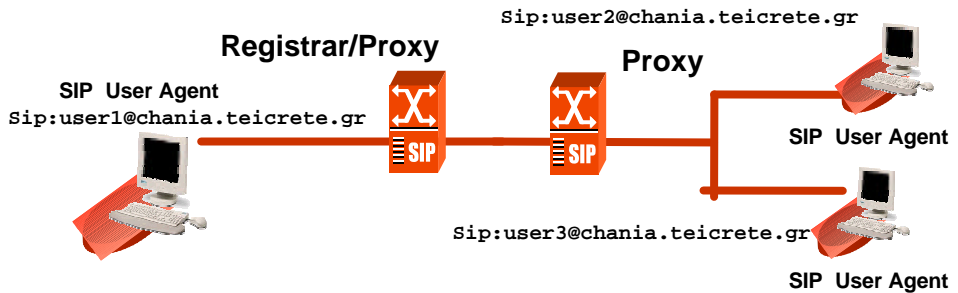 Sip:user2@chania.teicrete.gr
Registrar/Proxy
Proxy
SIP User Agent
Sip:user1@chania.teicrete.gr
SIP
SIP
SIP User Agent
Sip:user3@chania.teicrete.gr
SIP User Agent